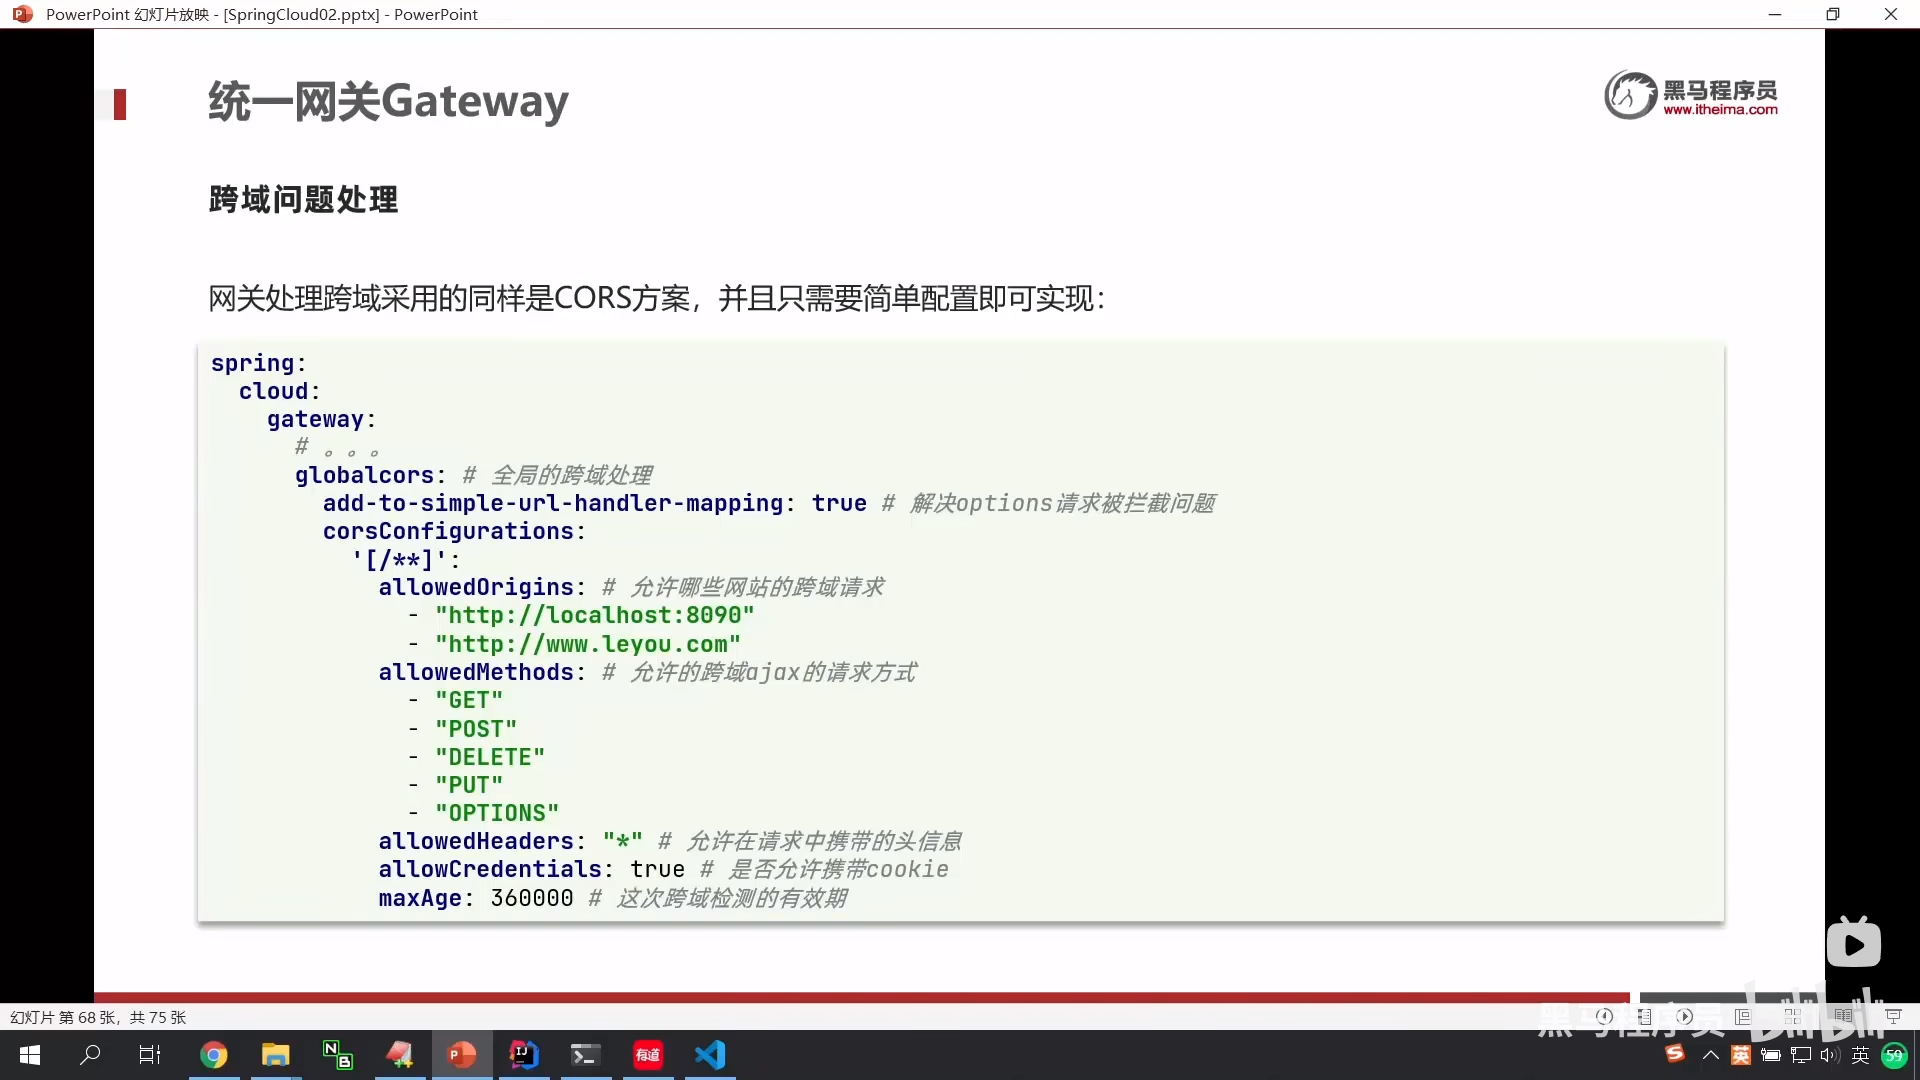 PowerPoint 幻灯片放映 - [SpringCloud02.pptx] - PowerPoint
统一网关Gateway
黑马程序员
www.itheima.com
跨域问题处理
网关处理跨域采用的同样是CORS方案，并且只需要简单配置即可实现：
spring:
  cloud:
    gateway:
      # 。。。
      globalcors: # 全局的跨域处理
        add-to-simple-url-handler-mapping: true # 解决options请求被拦截问题
        corsConfigurations:
          '[/**]':
            allowedOrigins: # 允许哪些网站的跨域请求
              - "http://localhost:8090"
              - "http://www.leyou.com"
            allowedMethods: # 允许的跨域ajax的请求方式
              - "GET"
              - "POST"
              - "DELETE"
              - "PUT"
              - "OPTIONS"
            allowedHeaders: "*" # 允许在请求中携带的头信息
            allowCredentials: true # 是否允许携带cookie
            maxAge: 360000 # 这次跨域检测的有效期
幻灯片 第 68 张，共 75 张
黑马程序员 bilibili
有道
英
英
59